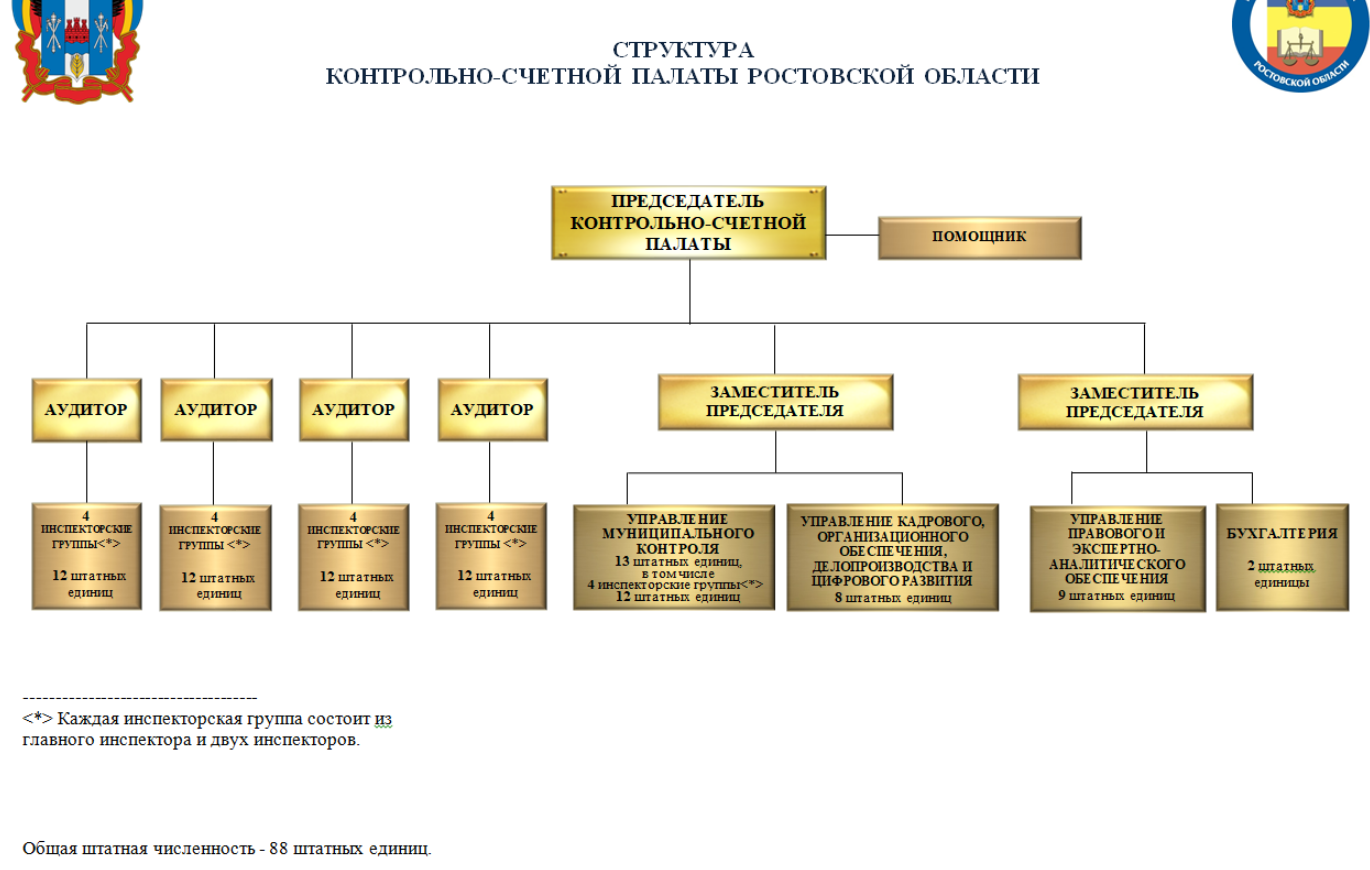 СТРУКТУРА
КОНТРОЛЬНО-СЧЕТНОЙ ПАЛАТЫ РОСТОВСКОЙ ОБЛАСТИ
РОСТОВСКОЙ ОБЛАСТИ
ПРЕДСЕДАТЕЛЬ
КОНТРОЛЬНО-СЧЕТНОЙ
ПАЛАТЫ
ПОМОЩНИК
АУДИТОР
АУДИТОР
АУДИТОР
АУДИТОР
ЗАМЕСТИТЕЛЬ
ПРЕДСЕДАТЕЛЯ
ЗАМЕСТИТЕЛЬ
ПРЕДСЕДАТЕЛЯ
4
ИНСПЕКТОРСКИЕ
ГРУППЫ<*>
12 штатных
единиц
4
ИНСПЕКТОРСКИЕ
ГРУППЫ <*>
12 штатных
единиц
4
ИНСПЕКТОРСКИЕ
ГРУППЫ <*>
12 штатных
единиц
4
ИНСПЕКТОРСКИЕ
ГРУППЫ <*>
12 штатных
единиц
УПРАВЛЕНИЕ
МУНИЦИПАЛЬНОГО
КОНТРОЛЯ
13 штатных единиц,
в том числе
4 инспекторские группы<*>
12 штатных единиц
УПРАВЛЕНИЕ КАДРОВОГО,
ОРГАНИЗАЦИОННОГО
ОБЕСПЕЧЕНИЯ,
ДЕЛОПРОИЗВОДСТВА И
ЦИФРОВОГО РАЗВИТИЯ
8 штатных единиц
УПРАВЛЕНИЕ
ПРАВОВОГО И
ЭКСПЕРТНО-
АНАЛИТИЧЕСКОГО
ОБЕСПЕЧЕНИЯ
9 штатных единиц
БУХГАЛТЕРИЯ
2 штатных
единицы
------------------------------------
<*> Каждая инспекторская группа состоит из
главного инспектора и двух инспекторов.
Общая штатная численность - 88 штатных единиц.